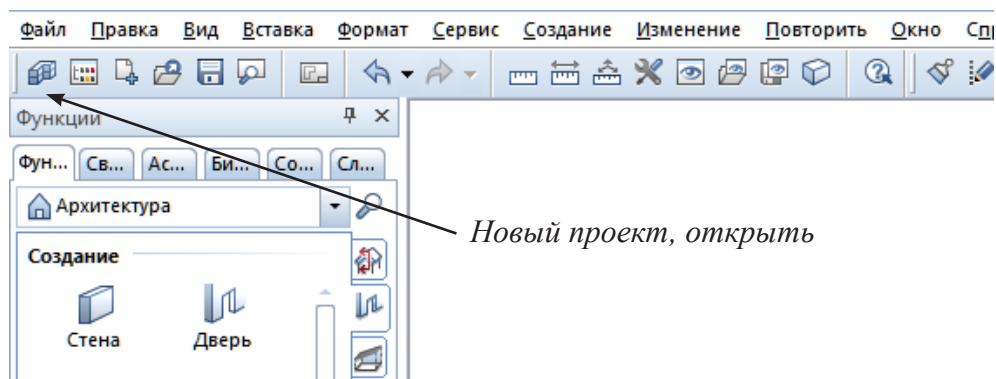 Файл Правка Вид Вставка Формат Сервис Создание Изменение Повторить Окно Спр
Функции
Фун... Св... Ас... Би... Со... Сл...
Архитектура
Новый проект, открыть
Создание
Стена Дверь